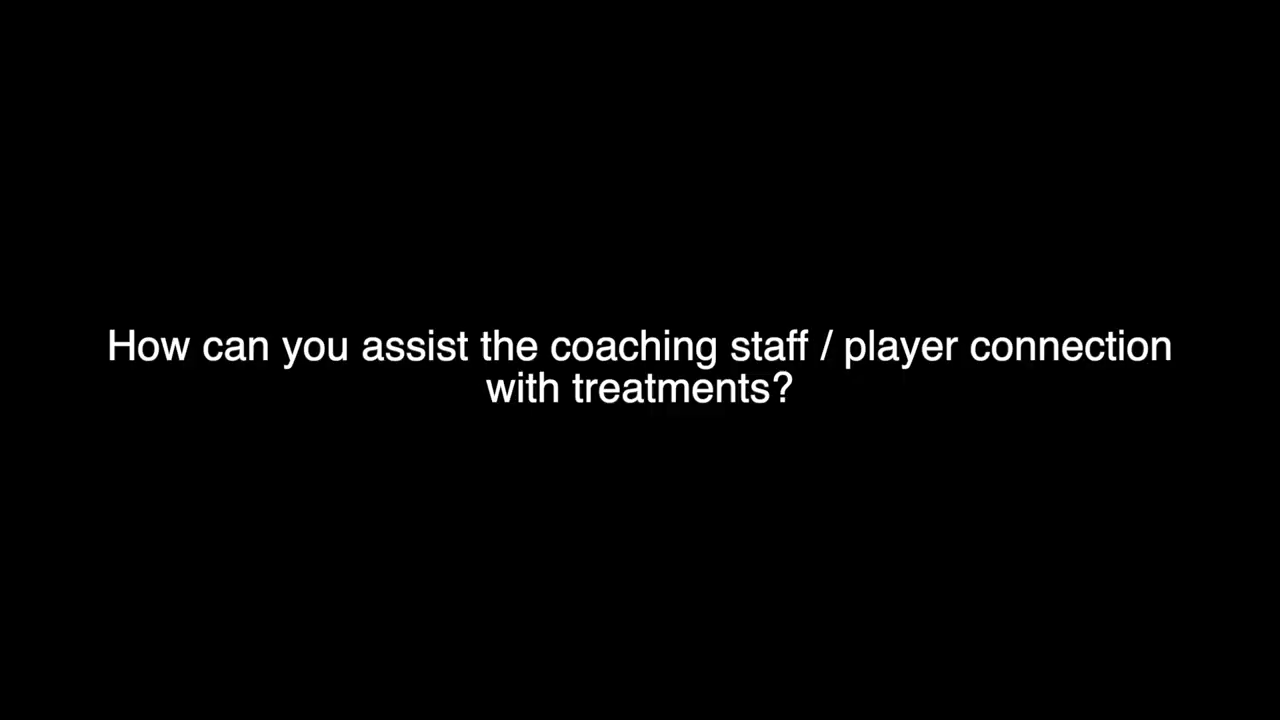 How can you assist the coaching staff / player connection
with treatments?